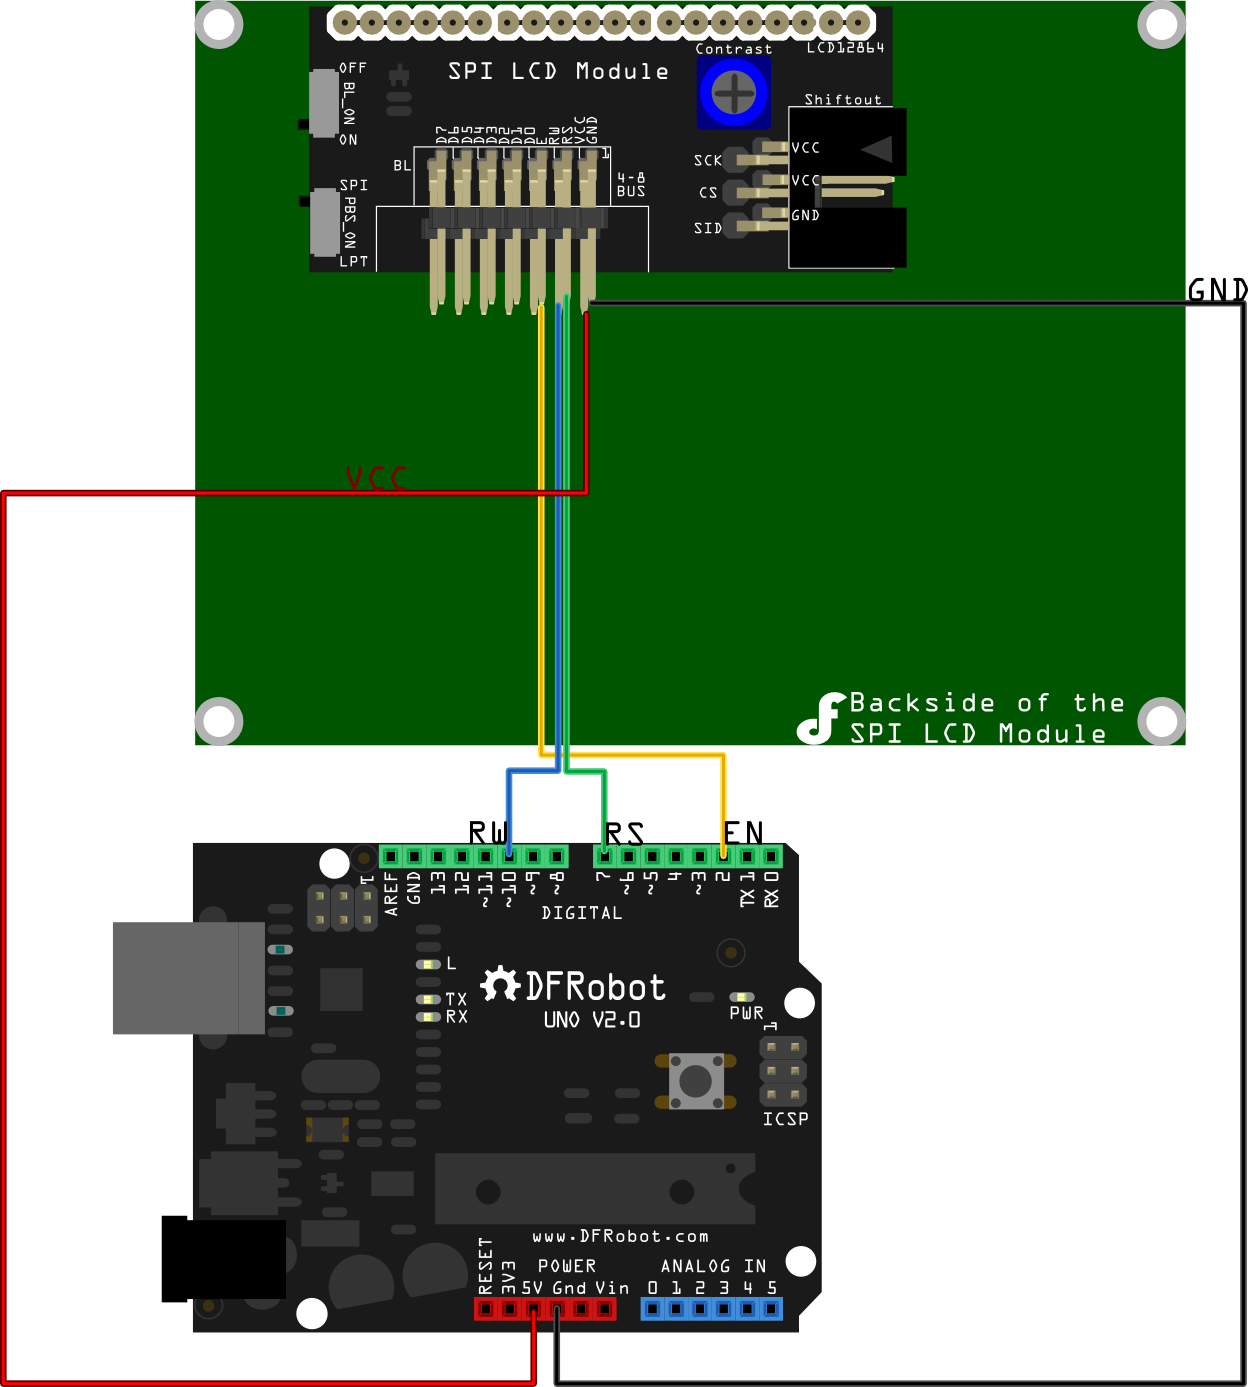 LCD12864
Contrast
SPI LCD Module
OFF
BL_ON
ON
Shiftout
D7
D6
D5
D4
D3
D2
D1
D0
E
RW
RS
VCC
GND
1
BL
4-8
BUS
SCK
VCC
CS
VCC
SID
GND
SPI
PBS_ON
LPT
GND
VCC
Backside of the
SPI LCD Module
RW
RS
EN
1
AREF
GND
13
12
~11
~10
~9
~8
7
~6
~5
4
~3
2
TX 1
RX 0
DIGITAL
L
TX
RX
DFRobot
UNO V2.0
PWR
1
ICSP
www.DFRobot.com
RESET
3V3
POWER
5V Gnd Vin
ANALOG IN
0 1 2 3 4 5